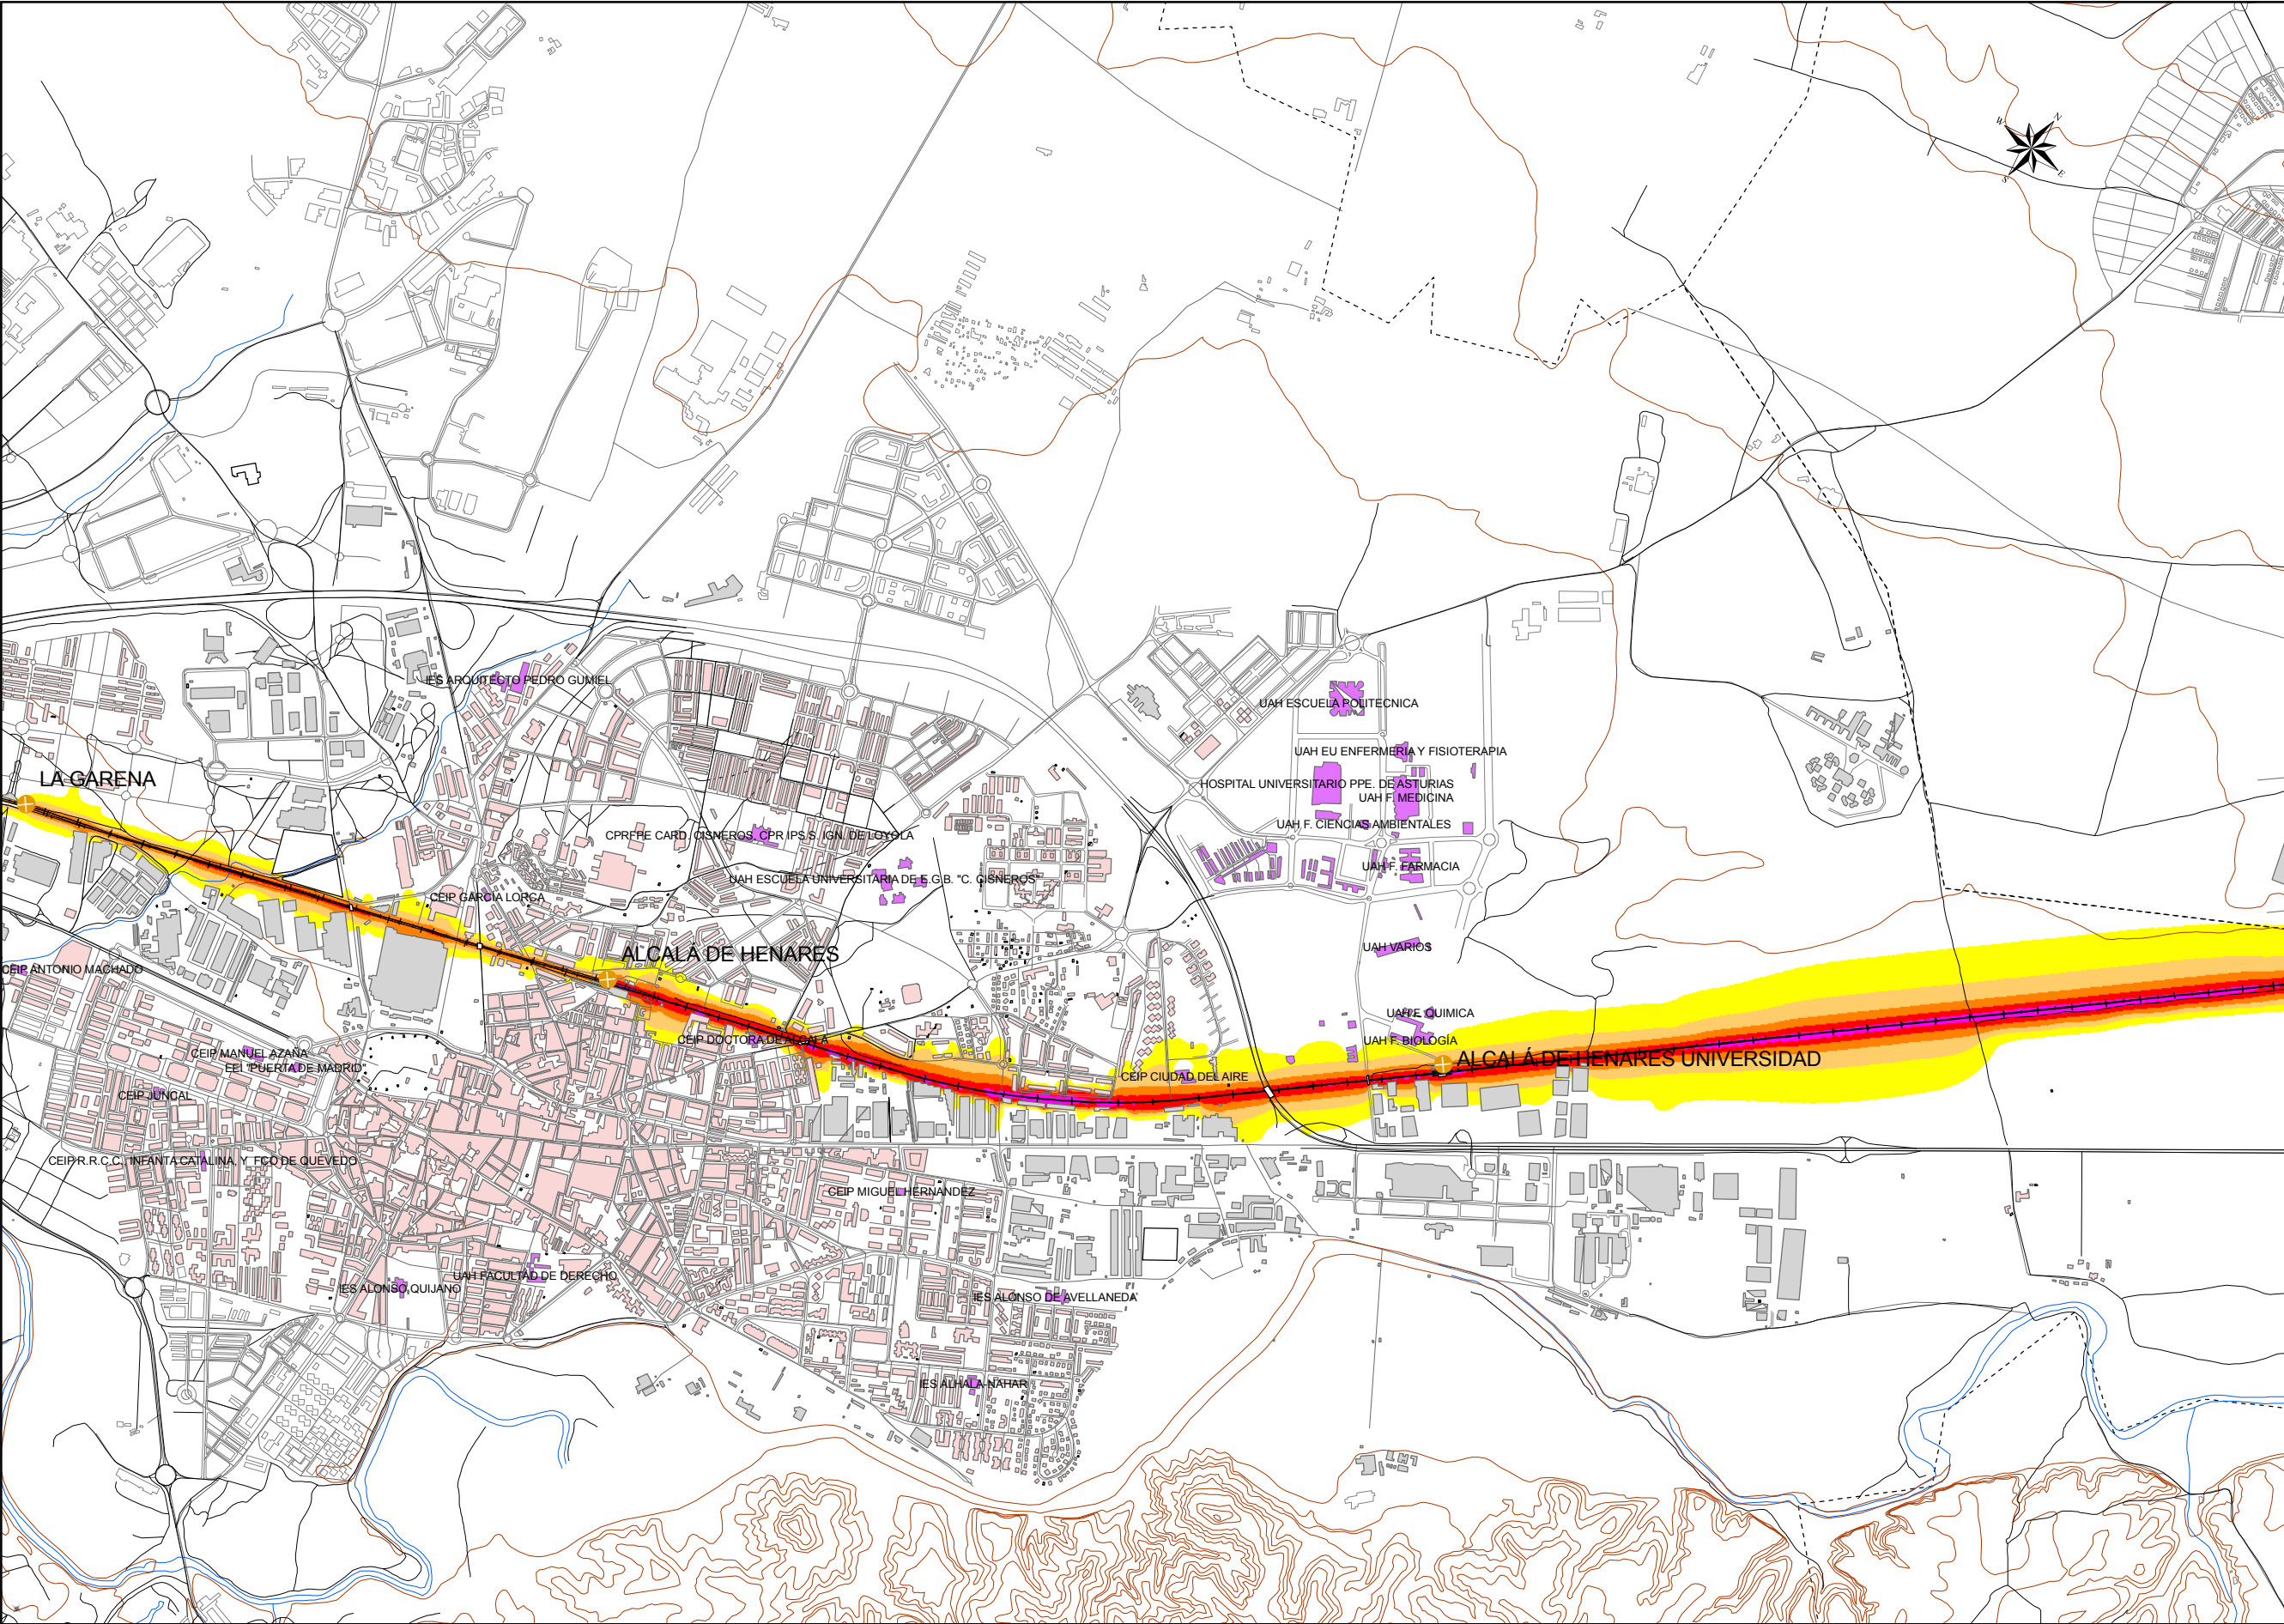 N
W
E
S
IES ARQUITECTO PEDRO GUMIEL
UAH ESCUELA POLITECNICA
UAH EU ENFERMERIA Y FISIOTERAPIA
LA GARENA
HOSPITAL UNIVERSITARIO PPE. DE ASTURIAS
UAH F. MEDICINA
UAH F. CIENCIAS AMBIENTALES
CPRFPE CARD. CISNEROS, CPR IPS S. IGN. DE LOYOLA
UAH F. FARMACIA
UAH ESCUELA UNIVERSITARIA DE E.G.B. "C. CISNEROS"
CEIP GARCIA LORCA
UAH VARIOS
ALCALÁ DE HENARES
CEIP ANTONIO MACHADO
UAH F. QUIMICA
CEIP DOCTORA DE ALCALÁ
UAH F. BIOLOGÍA
CEIP MANUEL AZAÑA
ALCALÁ DE HENARES UNIVERSIDAD
EEI "PUERTA DE MADRID"
CEIP CIUDAD DEL AIRE
CEIP JUNCAL
CEIP R.R.C.C., INFANTA CATALINA, Y FCO DE QUEVEDO
CEIP MIGUEL HERNANDEZ
UAH FACULTAD DE DERECHO
IES ALONSO QUIJANO
IES ALONSO DE AVELLANEDA
IES ALHALA-NAHAR